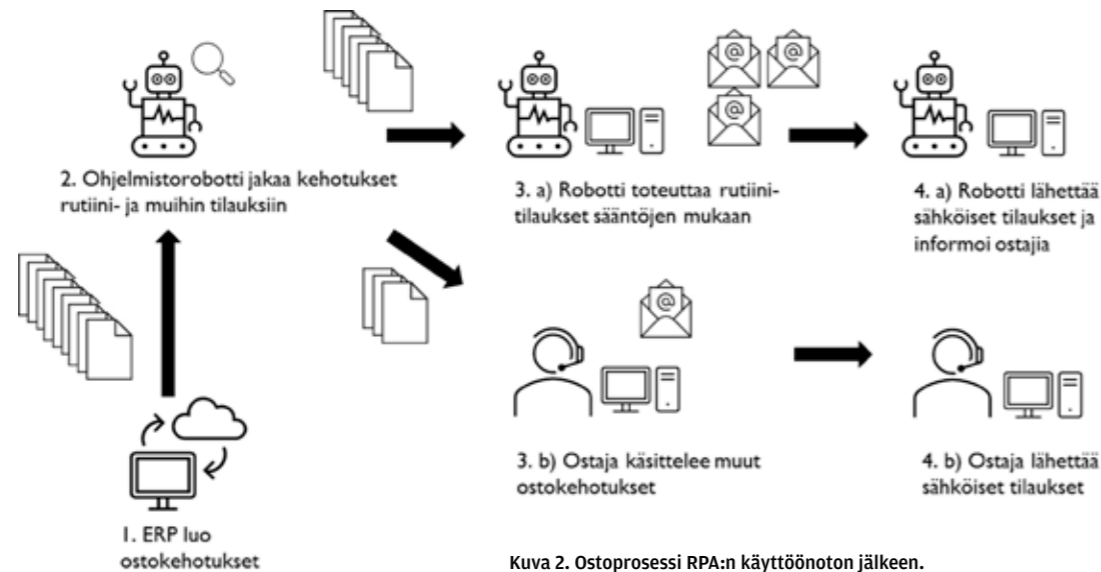 2. Ohjelmistorobotti jakaa kehotukset
rutiini- ja muihin tilauksiin
3. a) Robotti toteuttaa rutiini-
tilaukset sääntöjen mukaan
4. a) Robotti lähettää
sähköiset tilaukset ja
informoi ostajia
1. ERP luo
ostokehotukset
3. b) Ostaja käsittelee muut
ostokehotukset
4. b) Ostaja lähettää
sähköiset tilaukset
Kuva 2. Ostoprosessi RPA:n käyttöönoton jälkeen.